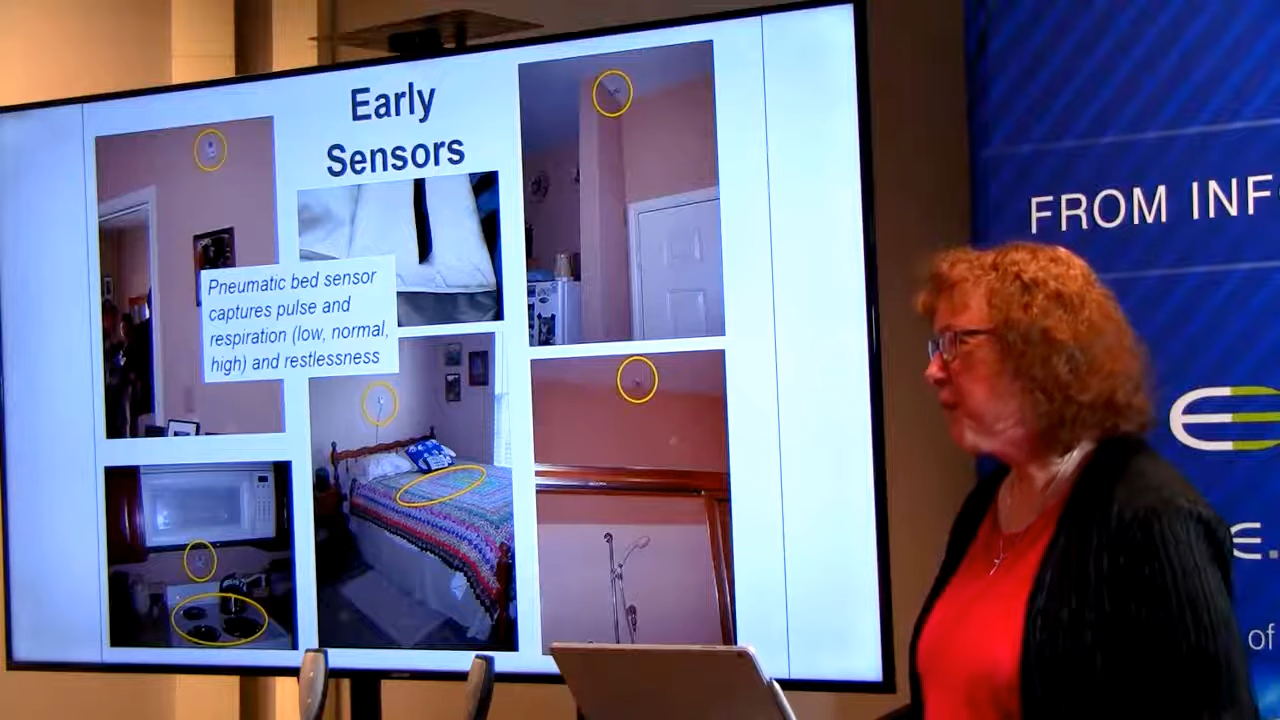 Early
Sensors
Pneumatic bed sensor
captures pulse and
respiration (low, normal,
high) and restlessness
FROM INF
E.
of